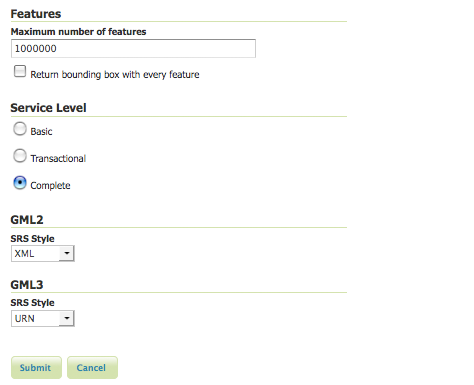 Features
Maximum number of features
1000000
Return bounding box with every feature
Service Level
Basic
Transactional
Complete
GML2
SRS Style
XML
GML3
SRS Style
URN
Submit Cancel